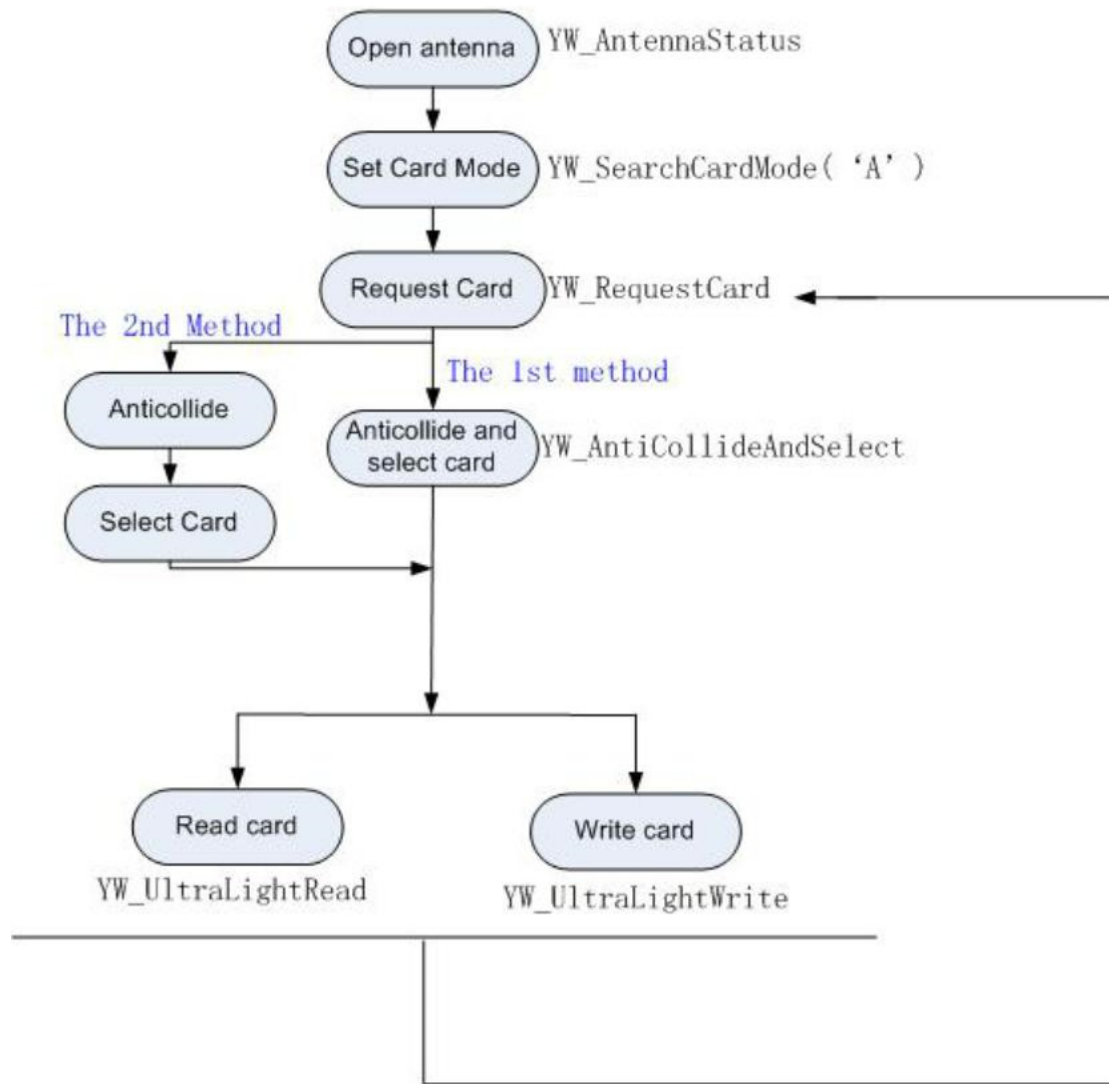 Open antenna
YW_AntennaStatus
Set Card Mode
YW_SearchCardMode( ‘A’ )
Request Card
YW_RequestCard
The 2nd Method
The 1st method
Anticollide
Anticollide and
select card
YW_AntiCollideAndSelect
Select Card
Read card
Write card
YW_UltraLightRead
YW_UltraLightWrite